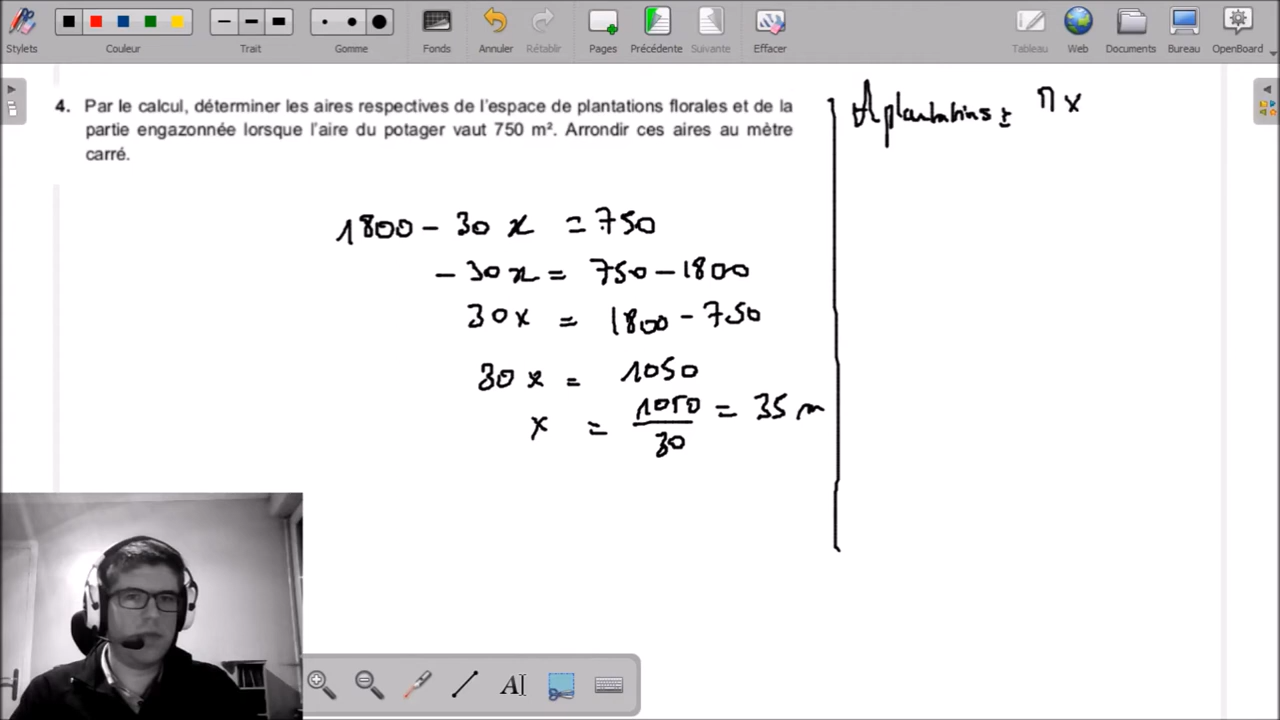 Stylets
Couleur
Trait
Gomme
Fonds
Annuler
Rétablir
Pages
Précédente
Suivante
Effacer
Tableau
Web
Documents
Bureau
OpenBoard
4. Par le calcul, déterminer les aires respectives de l'espace de plantations florales et de la
partie engazonnée lorsque l'aire du potager vaut 750 m². Arrondir ces aires au mètre
carré.
1800 - 30 x = 750
- 30 x = 750 - 1800
30 x = 1800 - 750
30 x = 1050
x = 1050/30 = 35 m
A plantations = π x
AI